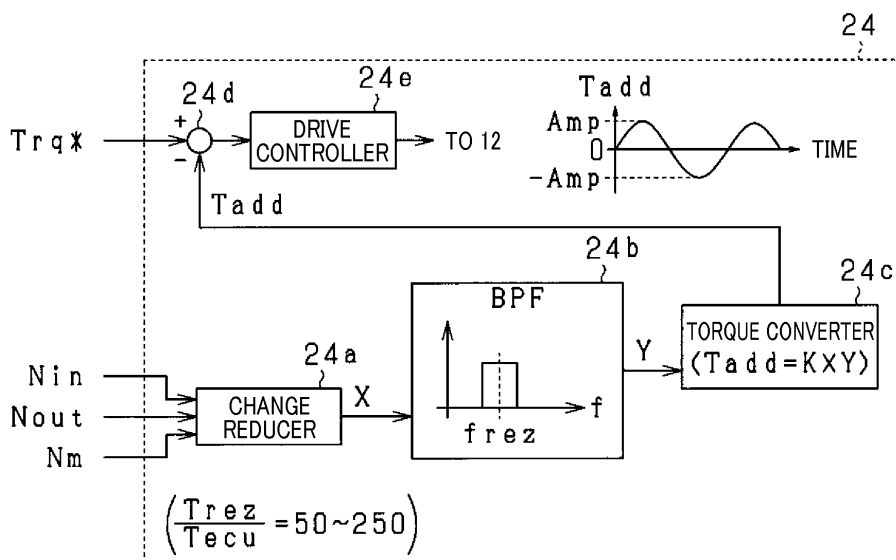 24
24d
24e
Trq*
+
−
DRIVE
CONTROLLER
TO 12
Tadd
Amp
0
-Amp
TIME
Tadd
24b
BPF
f
frez
24c
TORQUE CONVERTER
(Tadd=K×Y)
Y
24a
Nin
Nout
Nm
CHANGE
REDUCER
X
(Trez/Tecu =50~250)